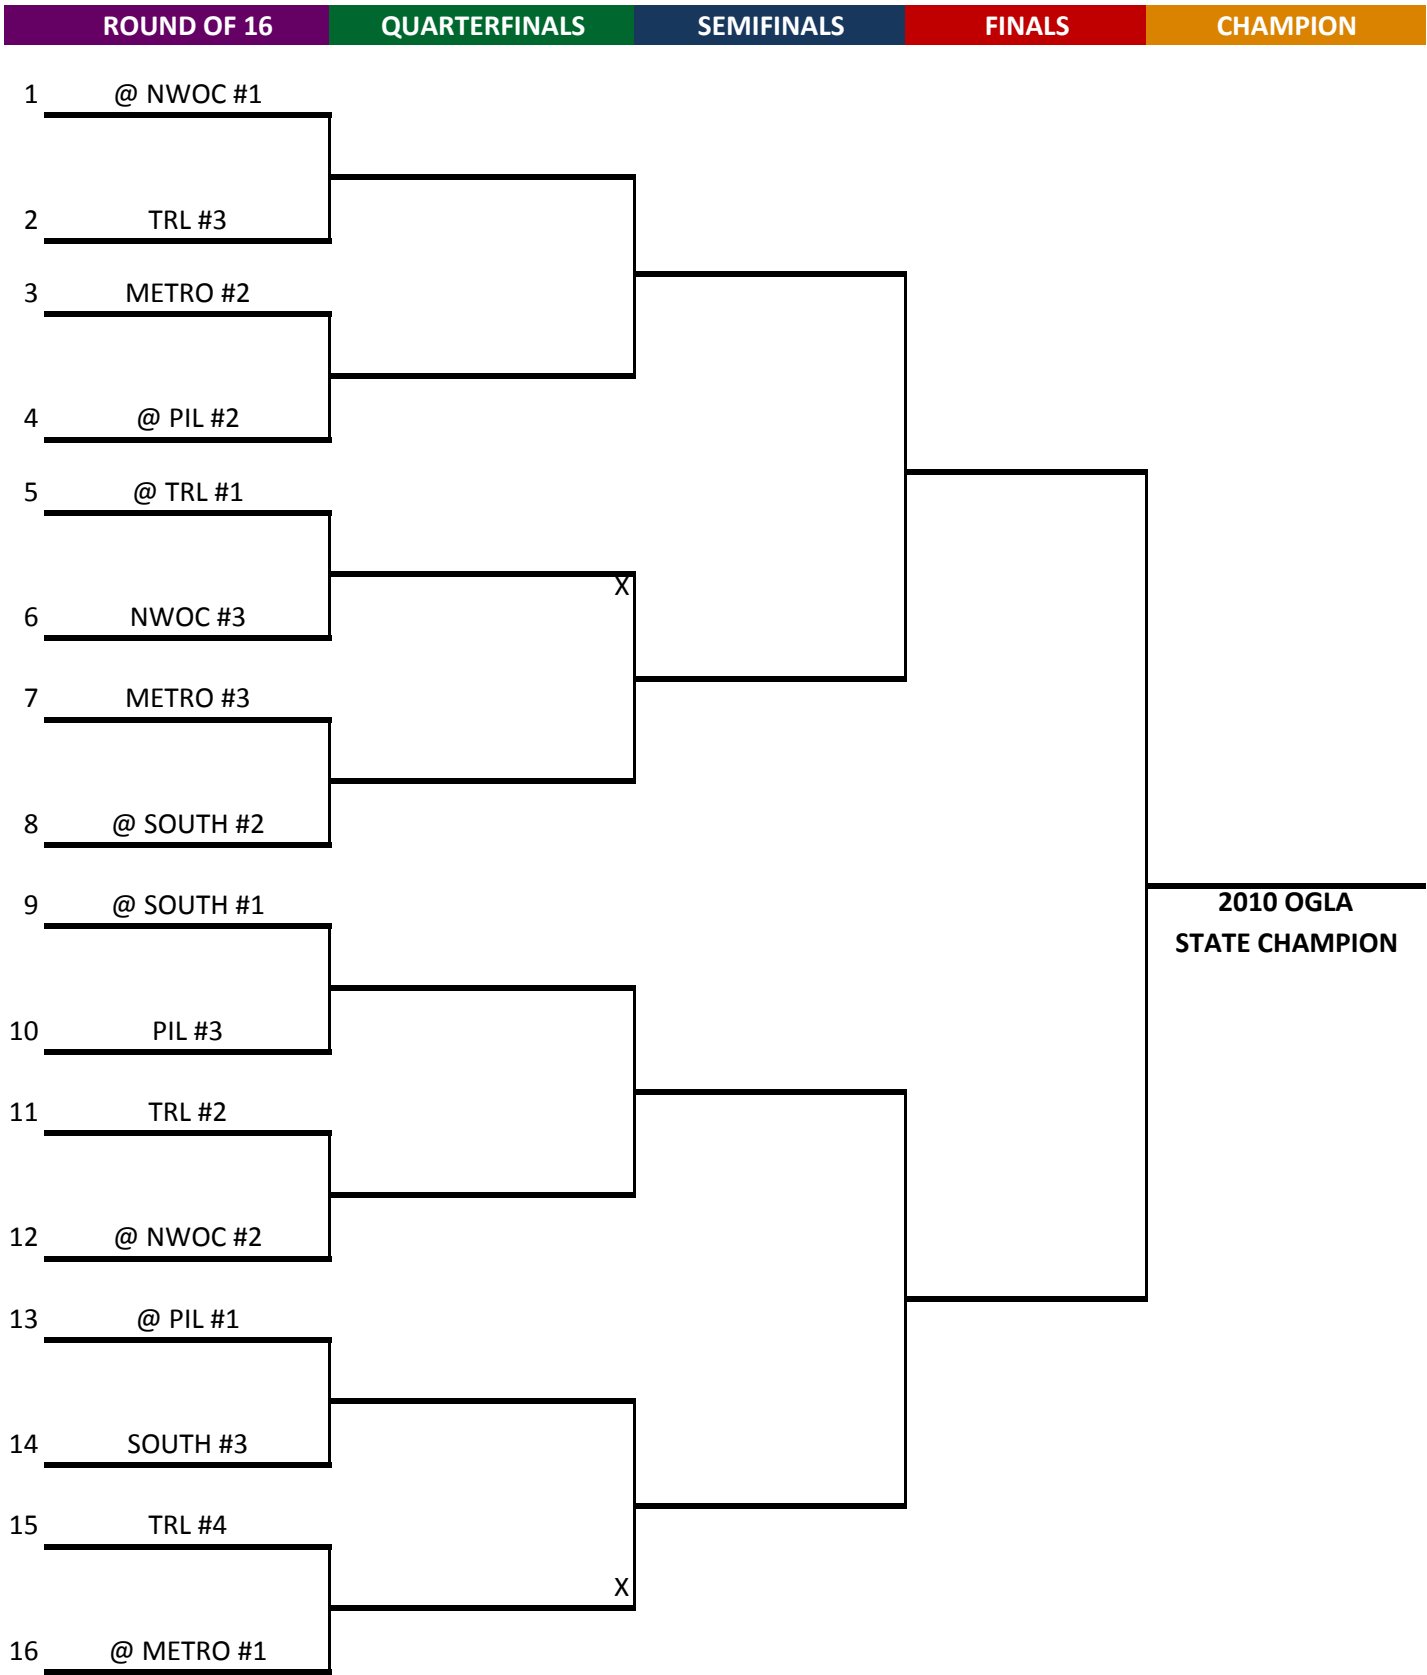 ROUND OF 16 QUARTERFINALS SEMIFINALS FINALS CHAMPION
1 @ NWOC #1
2 TRL #3
3 METRO #2
4 @ PIL #2
5 @ TRL #1
X
6 NWOC #3
7 METRO #3
8 @ SOUTH #2
9 @ SOUTH #1
2010 OGLA
STATE CHAMPION
10 PIL #3
11 TRL #2
12 @ NWOC #2
13 @ PIL #1
14 SOUTH #3
15 TRL #4
X
16 @ METRO #1